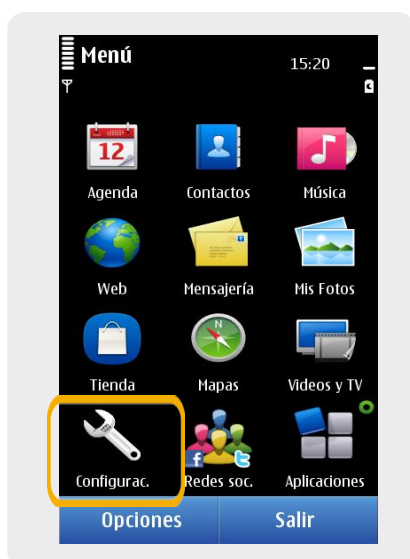 Menú
15:20
12
Agenda
Contactos
Música
N
Web
Mensajería
Mis Fotos
Tienda
Mapas
Videos y TV
Configurac.
Redes soc.
Aplicaciones
Opciones
Salir